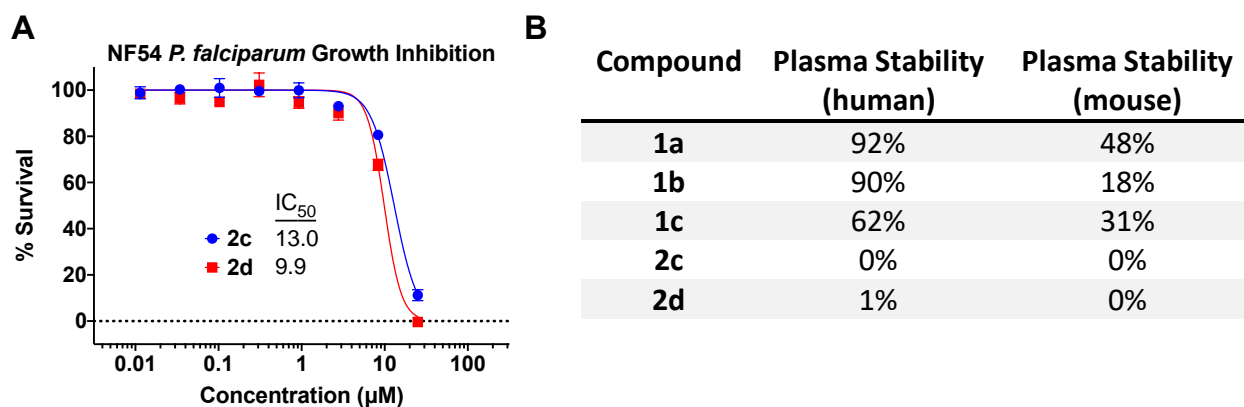 A
NF54 P. falciparum Growth Inhibition
% Survival
100
80
60
40
20
0
IC50
2c 13.0
2d 9.9
0.01 0.1 1 10 100
Concentration (µM)
B
Compound Plasma Stability (human) Plasma Stability (mouse)
1a 92% 48%
1b 90% 18%
1c 62% 31%
2c 0% 0%
2d 1% 0%